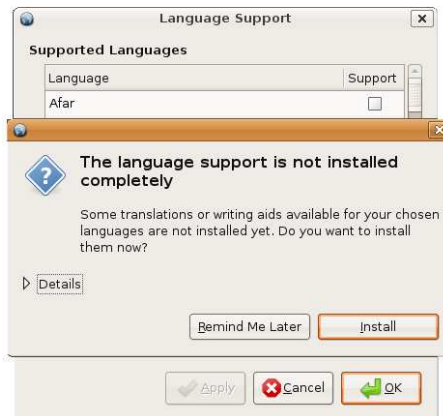 Language Support
Supported Languages
Language Support
Afar
The language support is not installed
completely
Some translations or writing aids available for your chosen
languages are not installed yet. Do you want to install
them now?
Details
Remind Me Later Install
Apply Cancel OK